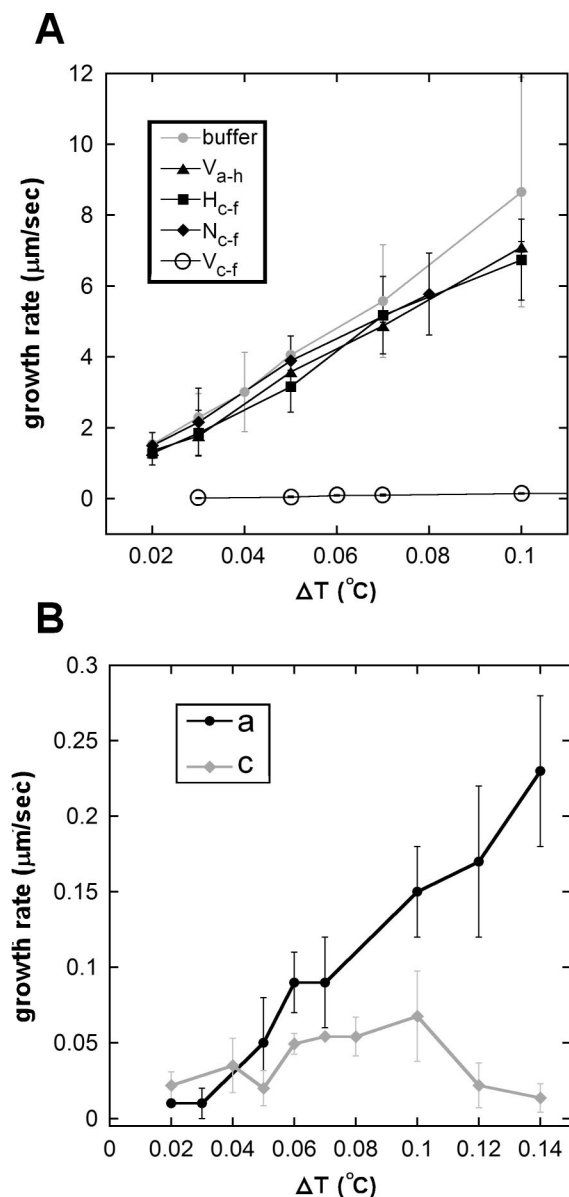 A
12
10
8
6
4
2
0
growth rate (μm/sec)
buffer
Va-h
Hc-f
Nc-f
Vc-f
0.02 0.04 0.06 0.08 0.1
ΔT (°C)
B
0.3
0.25
0.2
0.15
0.1
0.05
0
growth rate (μm/sec)
a
c
0 0.02 0.04 0.06 0.08 0.1 0.12 0.14
ΔT (°C)